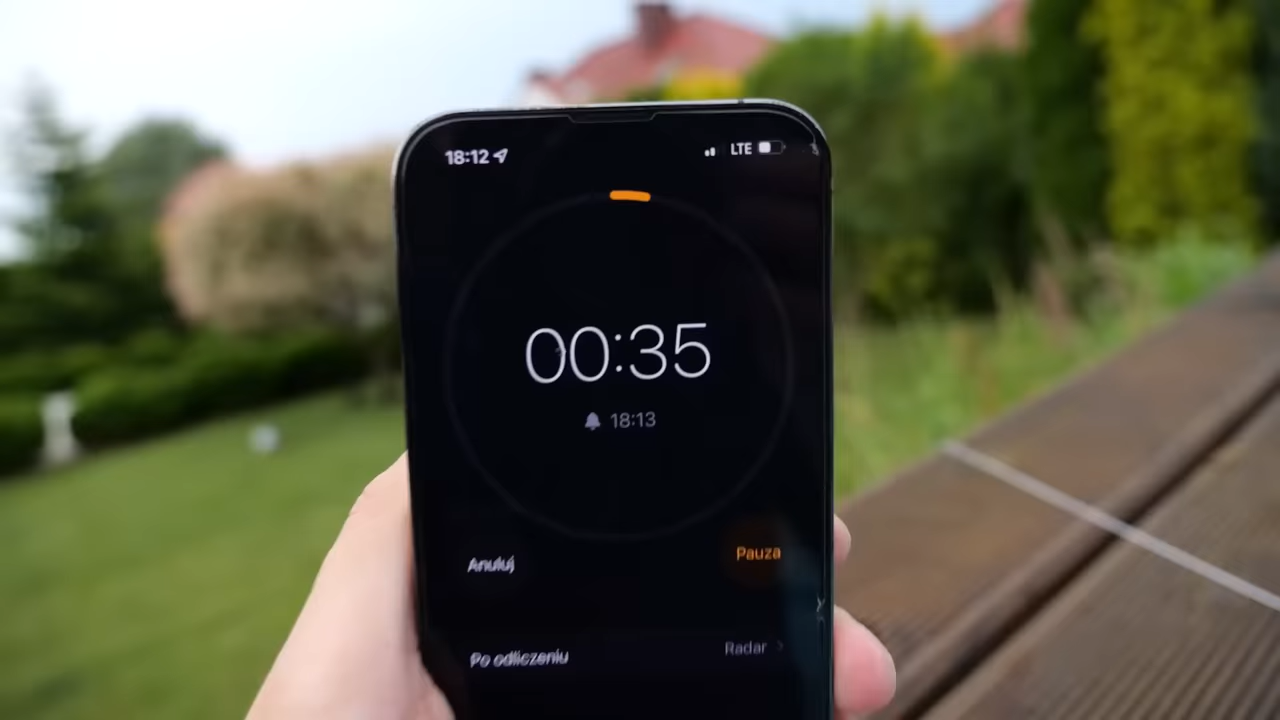 18:12 LTE
00:35
18:13
Anuluj Pauza
Po odliczeniu Radar